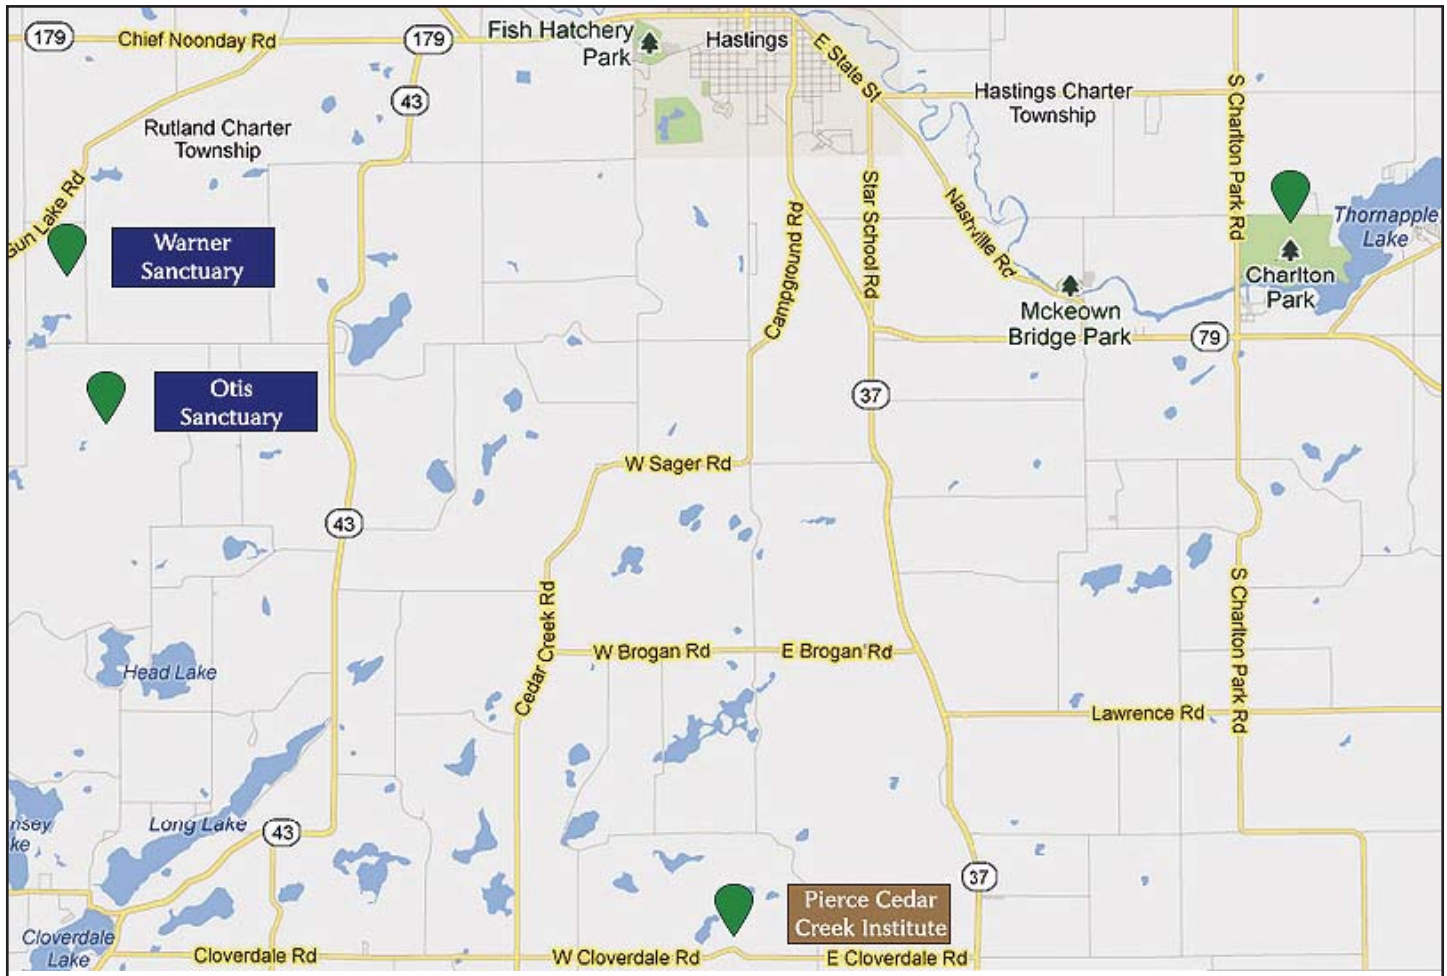 179
Chief Noonday Rd
179
Fish Hatchery
Park
Hastings
E State St
43
Hastings Charter
Township
S Charlton Park Rd
Rutland Charter
Township
Gun Lake Rd
Star School Rd
Nashville Rd
Campground Rd
Thornapple
Lake
Warner
Sanctuary
Charlton
Park
Mckeown
Bridge Park
79
Otis
Sanctuary
37
W Sager Rd
43
Cedar Creek Rd
W Brogan Rd
E Brogan Rd
S Charlton Park Rd
Head Lake
Lawrence Rd
Long Lake
43
nsey
ke
37
Pierce Cedar
Creek Institute
Cloverdale
Lake
Cloverdale Rd
W Cloverdale Rd
E Cloverdale Rd